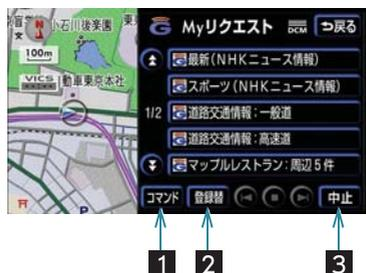 小石川後楽園
100m
VICS
自動車東京本社
P
G Myリクエスト DCM 戻る
最新(NHKニュース情報)
スポーツ(NHKニュース情報)
1/2
道路交通情報:一般道
道路交通情報:高速道
マップルレストラン:周辺5件
コマンド 登録替 中止
1 2 3